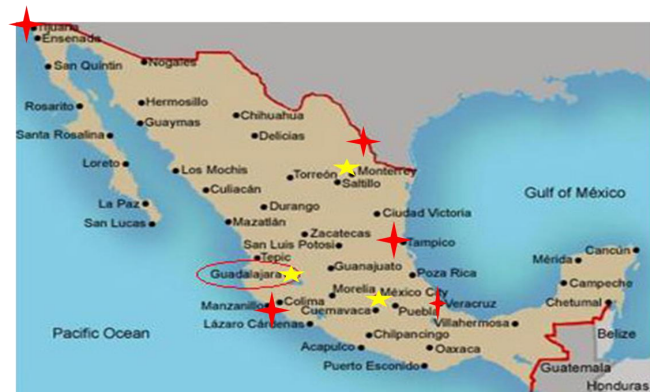 Tijuana
Ensenada
San Quintin
Nogales
Rosarito
Hermosillo
Guaymas
Chihuahua
Delicias
Santa Rosalina
Loreto
Los Mochis
Torreón
Monterrey
Saltillo
Culiacán
La Paz
San Lucas
Durango
Mazatlán
Ciudad Victoria
Gulf of México
Zacatecas
San Luis Potosi
Tampico
Tepic
Guadalajara
Guanajuato
Poza Rica
Mérida
Cancún
Campeche
Morelia
México City
Manzanillo
Colima
Cuernavaca
Puebla
Veracruz
Chetumal
Lázaro Cárdenas
Villahermosa
Pacific Ocean
Chilpancingo
Belize
Acapulco
Oaxaca
Puerto Escondido
Guatemala
Honduras